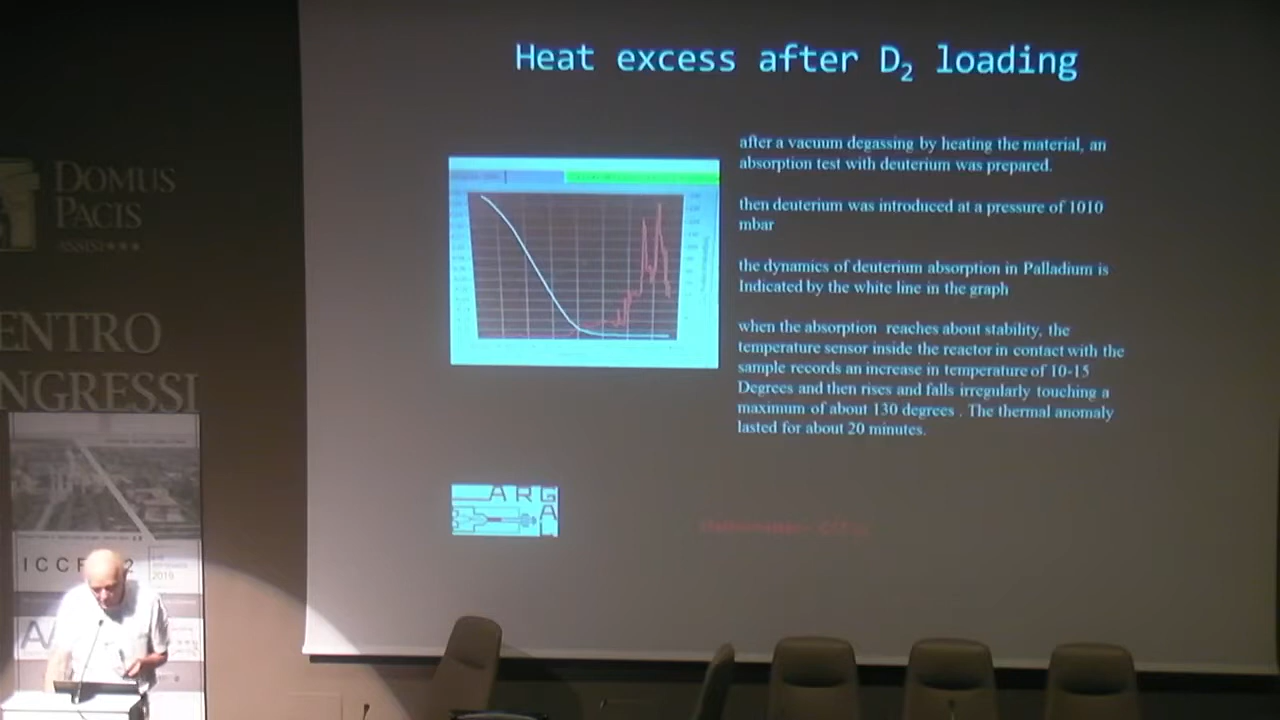 Heat excess after D₂ loading
after a vacuum degassing by heating the material, an
absorption test with deuterium was prepared.
then deuterium was introduced at a pressure of 1010
mbar
the dynamics of deuterium absorption in Palladium is
Indicated by the white line in the graph
when the absorption reaches about stability, the
temperature sensor inside the reactor in contact with the
sample records an increase in temperature of 10-15
Degrees and then rises and falls irregularly touching a
maximum of about 130 degrees . The thermal anomaly
lasted for about 20 minutes.
ARGAL
DOMUS
PACIS
ASSISI★★★
ENTRO
NGRESSI
ICCF 2
2019